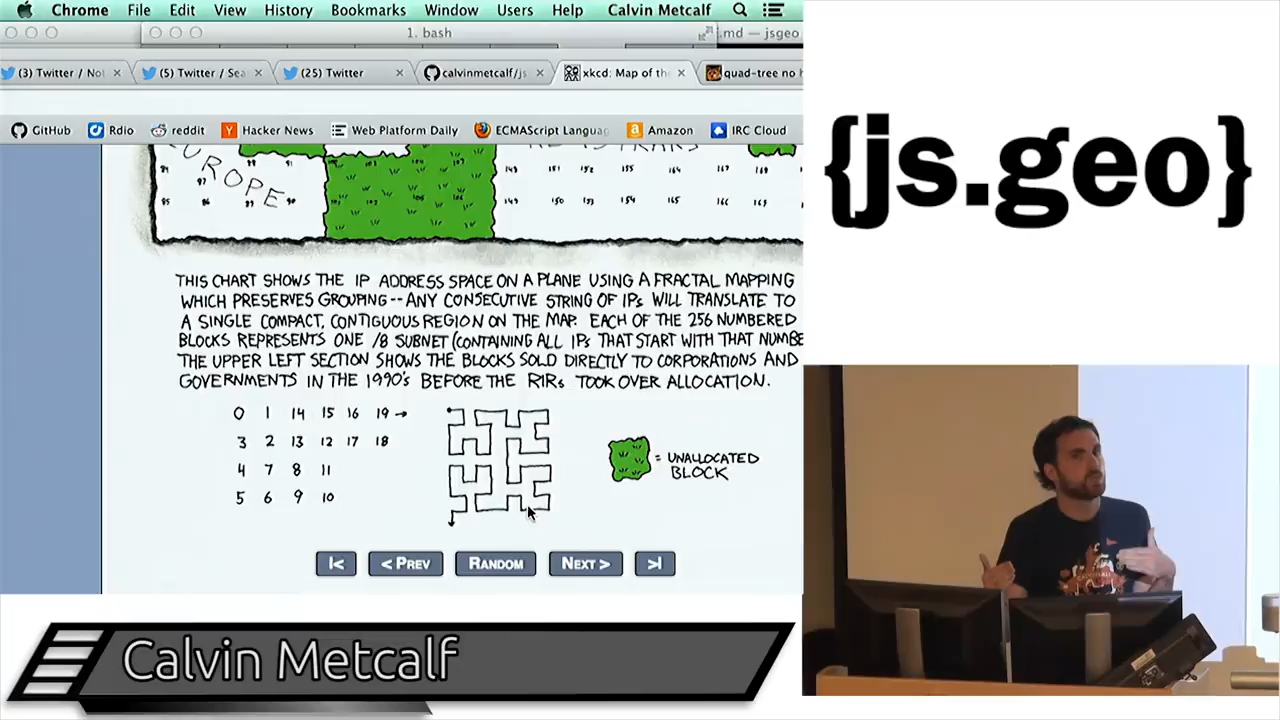 Chrome File Edit View History Bookmarks Window Users Help Calvin Metcalf
1. bash
.md — jsgeo
(3) Twitter / No
(5) Twitter / Sea
(25) Twitter
calvinmetcalf/js
xkcd: Map of the
quad-tree no h
GitHub Rdio reddit Hacker News Web Platform Daily ECMAScript Languag Amazon IRC Cloud
UROPE
THIS CHART SHOWS THE IP ADDRESS SPACE ON A PLANE USING A FRACTAL MAPPING
WHICH PRESERVES GROUPING -- ANY CONSECUTIVE STRING OF IPs WILL TRANSLATE TO
A SINGLE COMPACT, CONTIGUOUS REGION ON THE MAP. EACH OF THE 256 NUMBERED
BLOCKS REPRESENTS ONE /8 SUBNET (CONTAINING ALL IPs THAT START WITH THAT NUMBE
THE UPPER LEFT SECTION SHOWS THE BLOCKS SOLD DIRECTLY TO CORPORATIONS AND
GOVERNMENTS IN THE 1990's BEFORE THE RIRs TOOK OVER ALLOCATION.
0 1 14 15 16 19 →
3 2 13 12 17 18
4 7 8 11
5 6 9 10
= UNALLOCATED
BLOCK
|< < PREV RANDOM NEXT > >|
{js.geo}
Calvin Metcalf